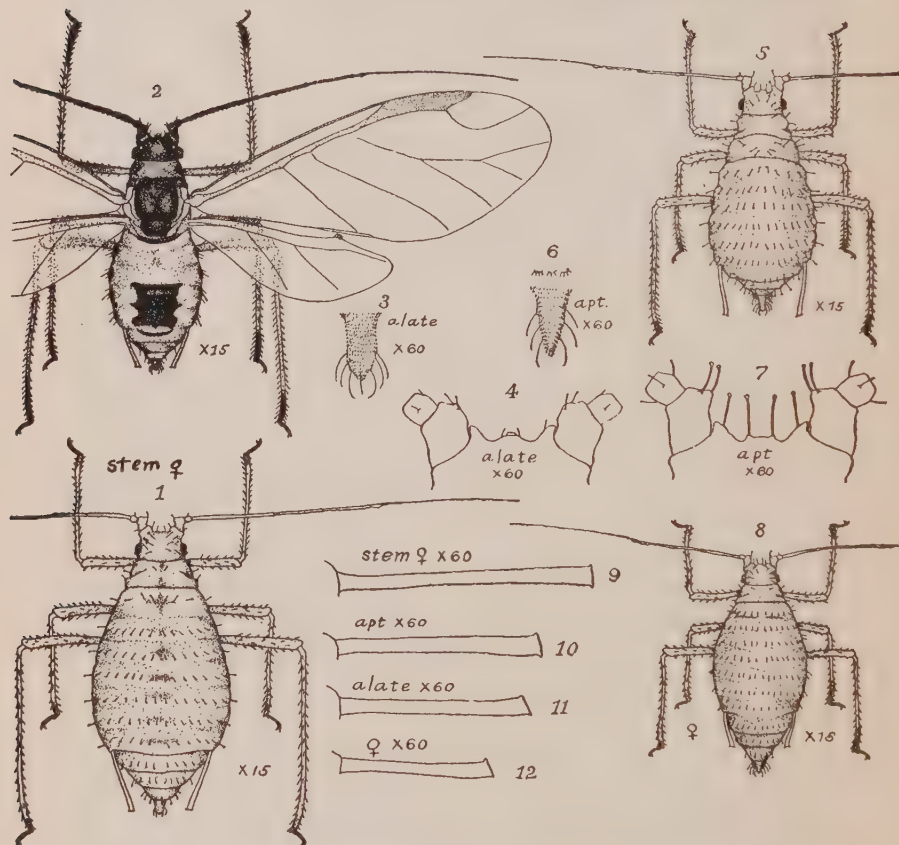 2
X15
3
alate
X60
6
apt.
X60
5
X15
4
alate
X60
7
apt
X60
stem ♀
1
X15
stem ♀ X60
9
apt X60
10
alate X60
11
♀ X60
12
8
♀
X15